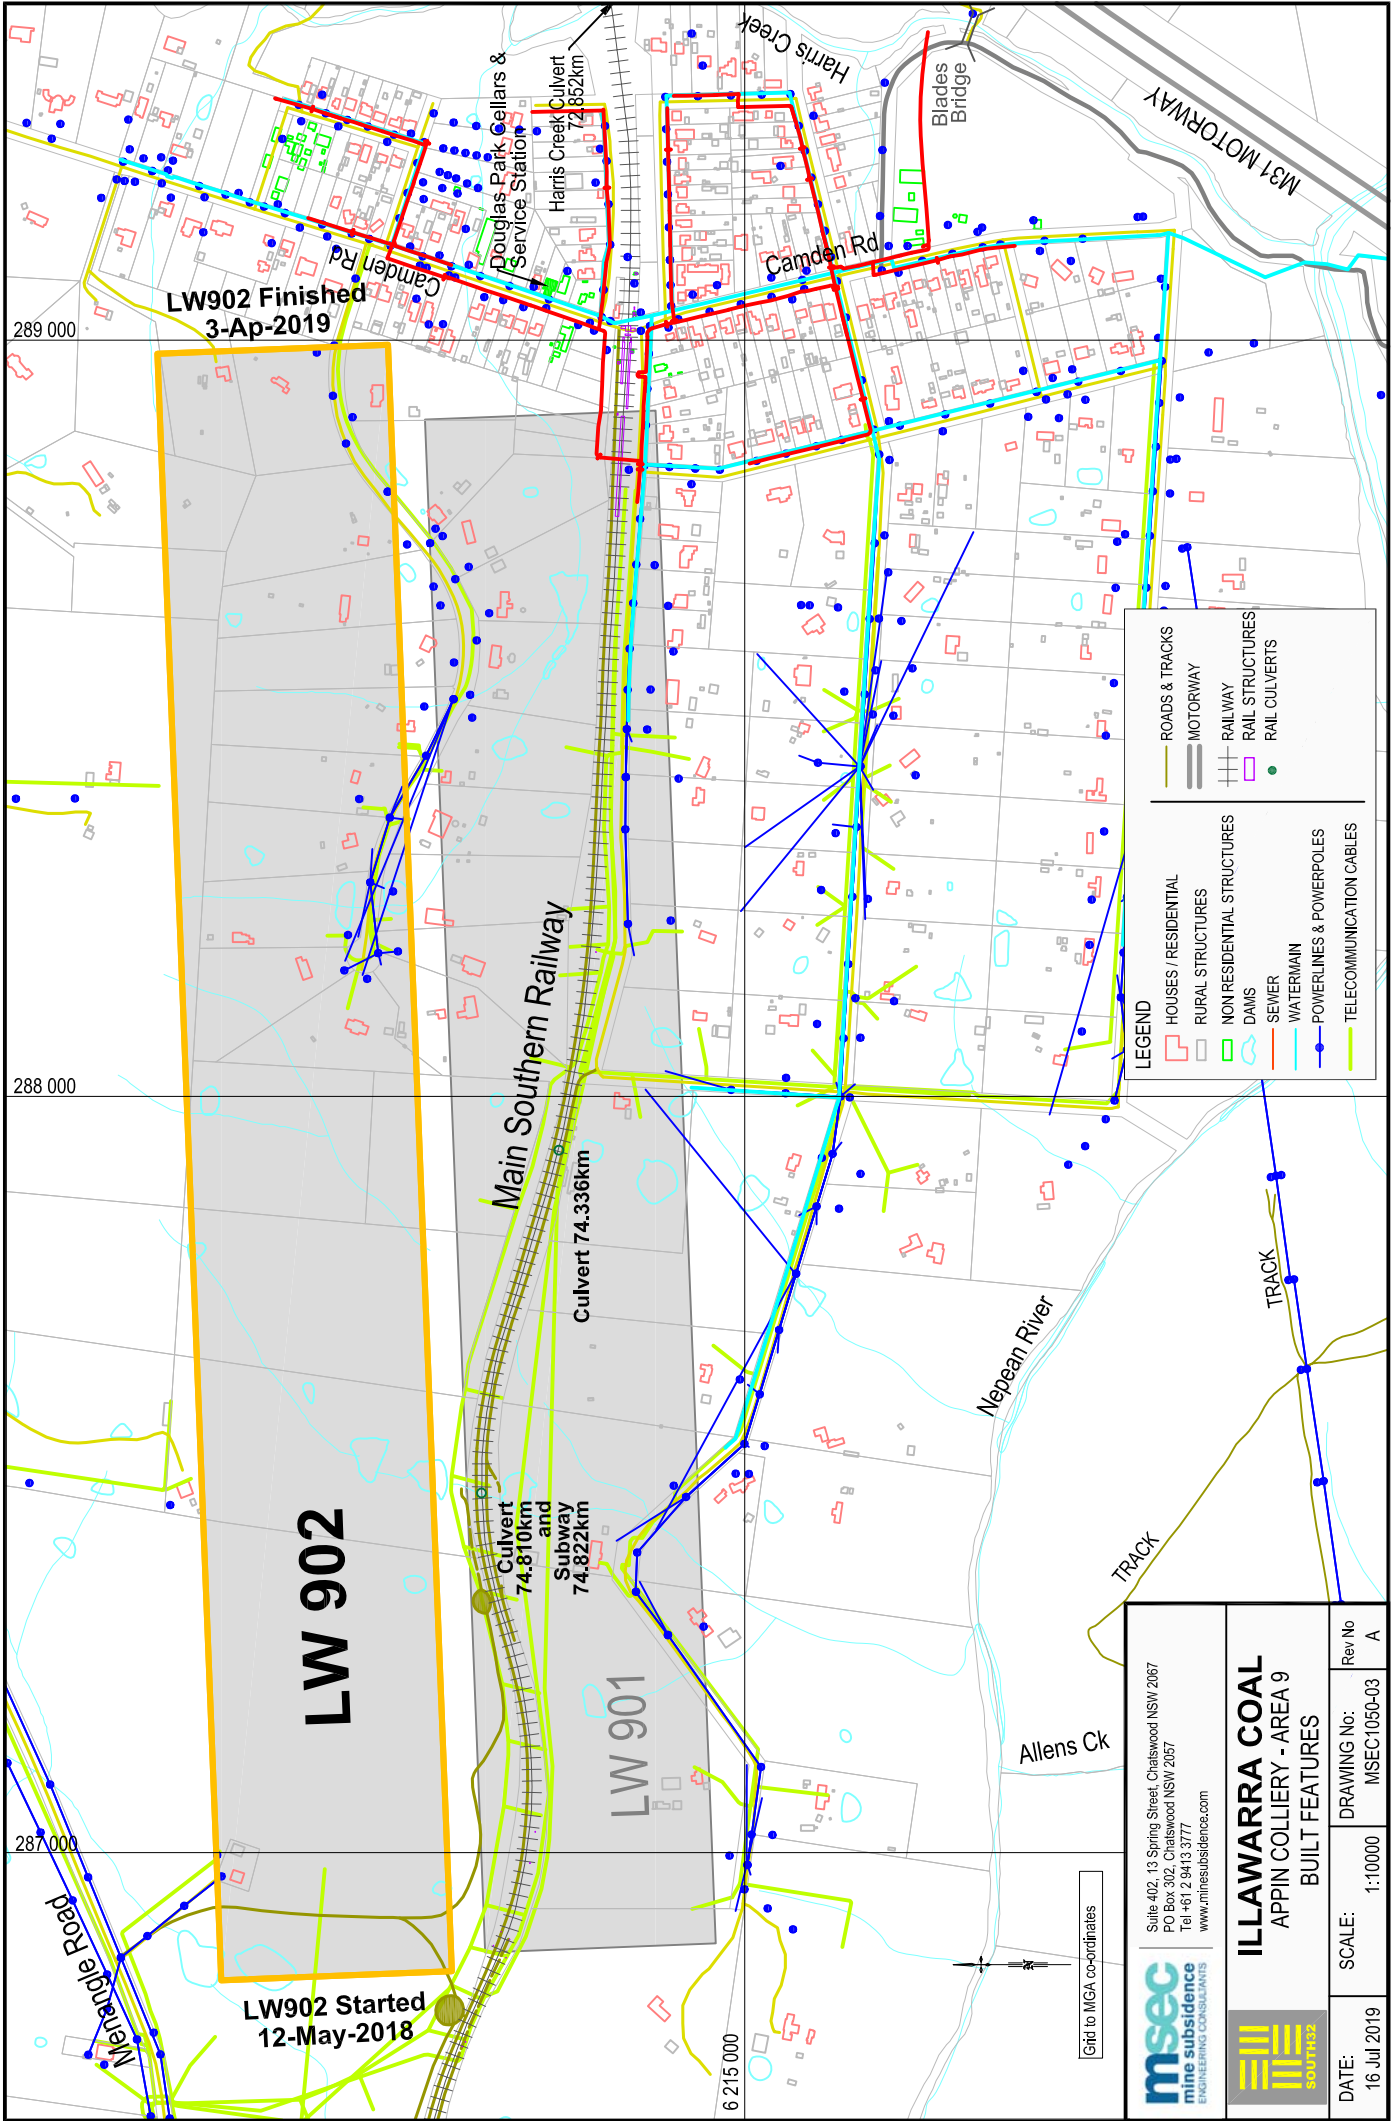 Harris Creek
Douglas Park Cellars &
Service Station
Harris Creek Culvert
72.852km
Blades
Bridge
M31 MOTORWAY
Camden Rd
Camden Rd
LW902 Finished
3-Ap-2019
289 000
Main Southern Railway
288 000
Culvert 74.336km
Culvert
74.810km
and
Subway
74.822km
LW 902
LW 901
287 000
Menangle Road
LW902 Started
12-May-2018
6 215 000
Nepean River
Allens Ck
TRACK
TRACK
N
Grid to MGA co-ordinates
LEGEND
HOUSES / RESIDENTIAL
RURAL STRUCTURES
NON RESIDENTIAL STRUCTURES
DAMS
SEWER
WATERMAIN
POWERLINES & POWERPOLES
TELECOMMUNICATION CABLES
ROADS & TRACKS
MOTORWAY
RAILWAY
RAIL STRUCTURES
RAIL CULVERTS
msec
mine subsidence
ENGINEERING CONSULTANTS
Suite 402, 13 Spring Street, Chatswood NSW 2067
PO Box 302, Chatswood NSW 2057
Tel +61 2 9413 3777
www.minesubsidence.com
SOUTH32
ILLAWARRA COAL
APPIN COLLIERY - AREA 9
BUILT FEATURES
DATE:
16 Jul 2019
SCALE:
1:10000
DRAWING No:
MSEC1050-03
Rev No
A